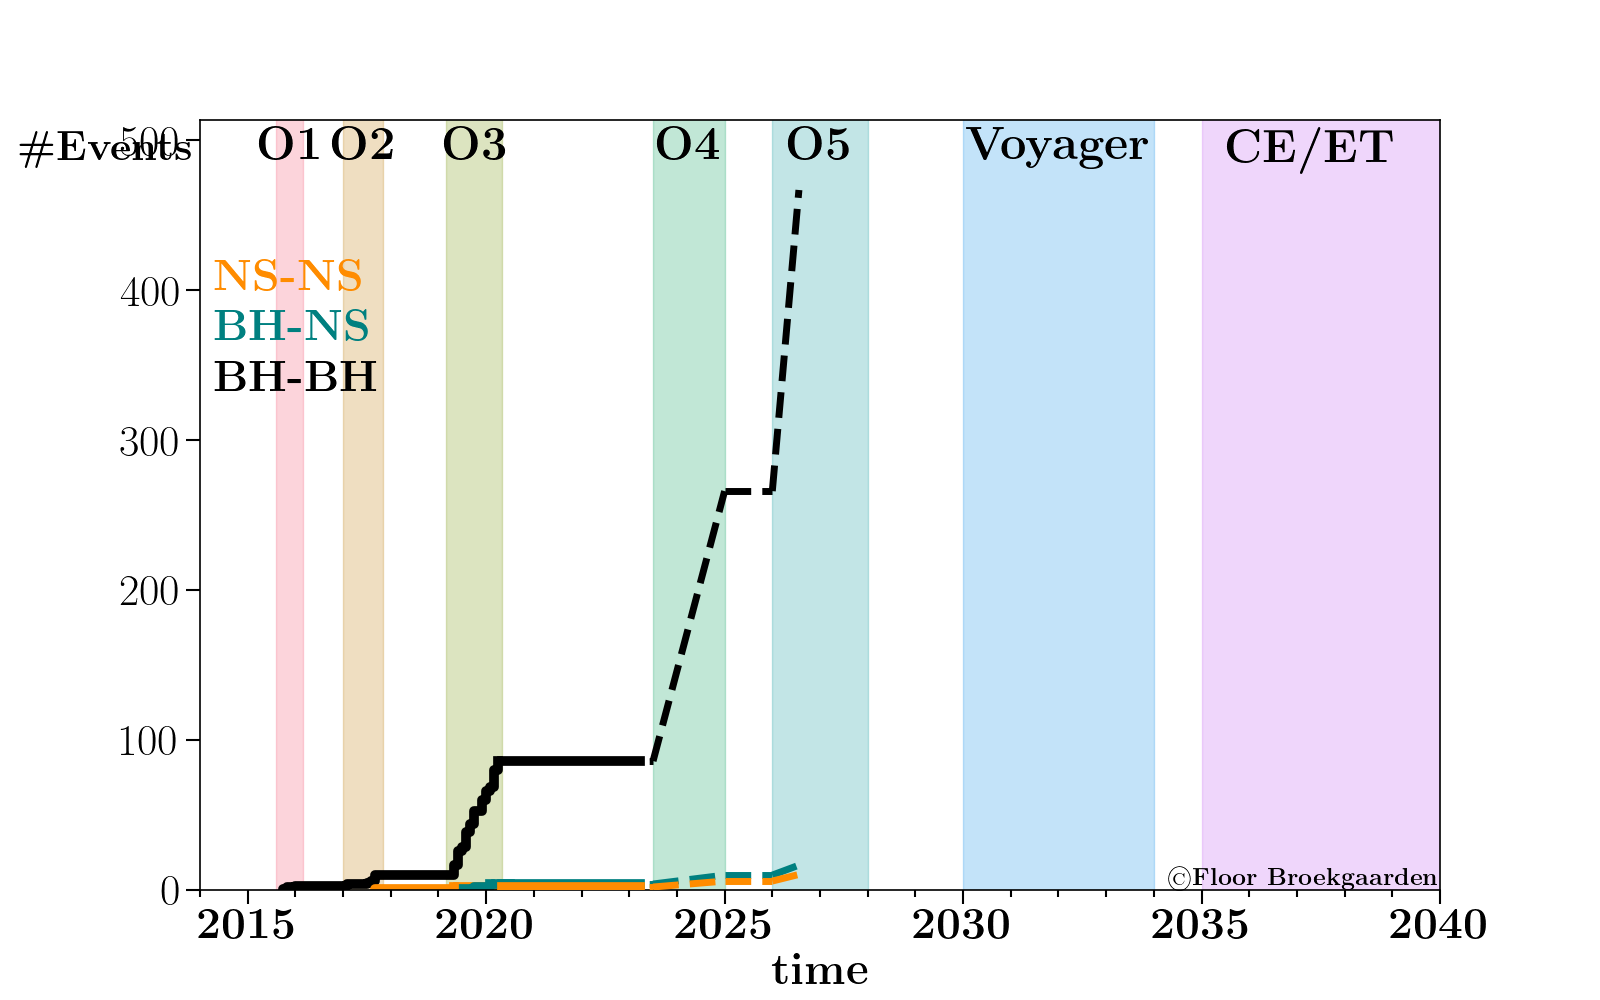 #Events
500
O1 O2 O3 O4 O5 Voyager CE/ET
NS-NS
400
BH-NS
BH-BH
300
200
100
0
©Floor Broekgaarden
2015 2020 2025 2030 2035 2040
time